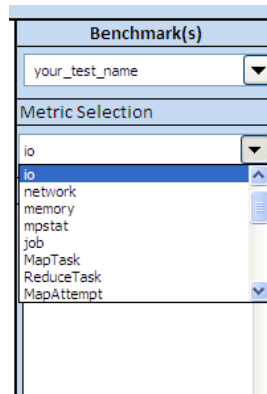 Benchmark(s)
your_test_name
Metric Selection
io
io
network
memory
mpstat
job
MapTask
ReduceTask
MapAttempt